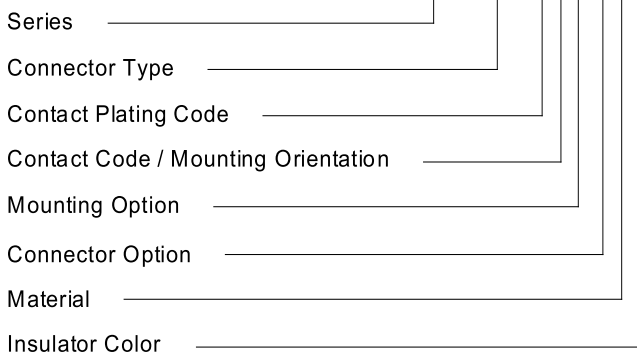 Series
Connector Type
Contact Plating Code
Contact Code / Mounting Orientation
Mounting Option
Connector Option
Material
Insulator Color